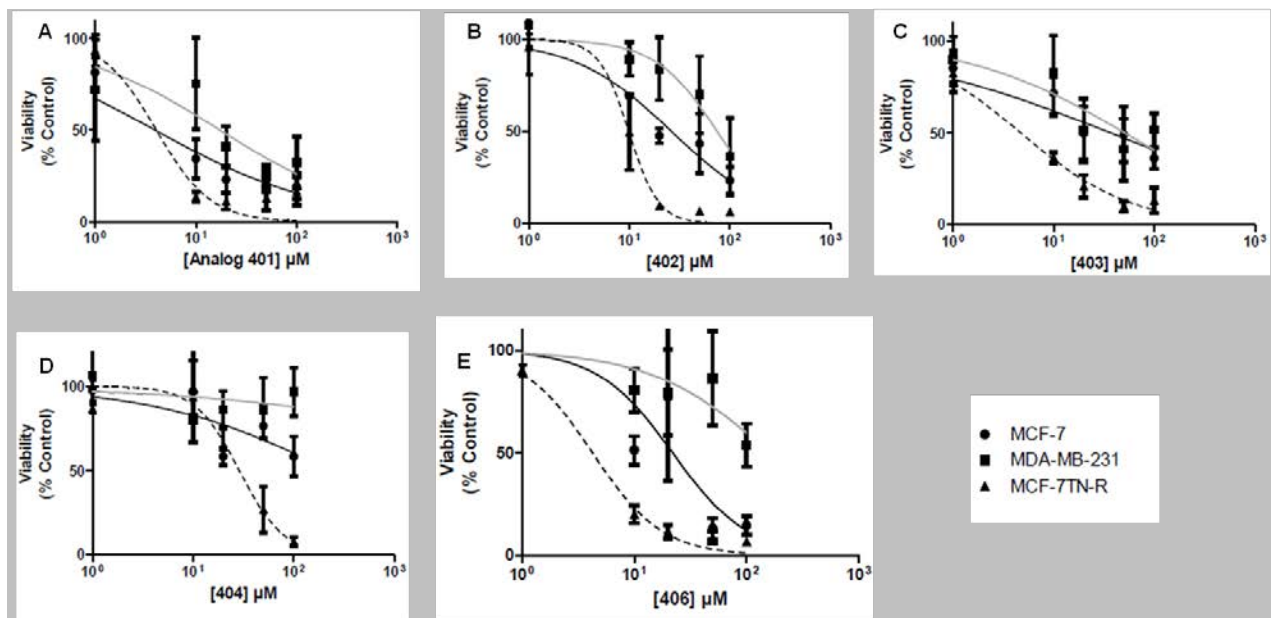 A
Viability
(% Control)
100
50
0
10⁰
10¹
10²
10³
[Analog 401] µM
B
Viability
(% Control)
100
50
0
10⁰
10¹
10²
10³
[402] µM
C
Viability
(% Control)
100
50
0
10⁰
10¹
10²
10³
[403] µM
D
Viability
(% Control)
100
50
0
10⁰
10¹
10²
10³
[404] µM
E
Viability
(% Control)
100
50
0
10⁰
10¹
10²
10³
[406] µM
MCF-7
MDA-MB-231
MCF-7TN-R